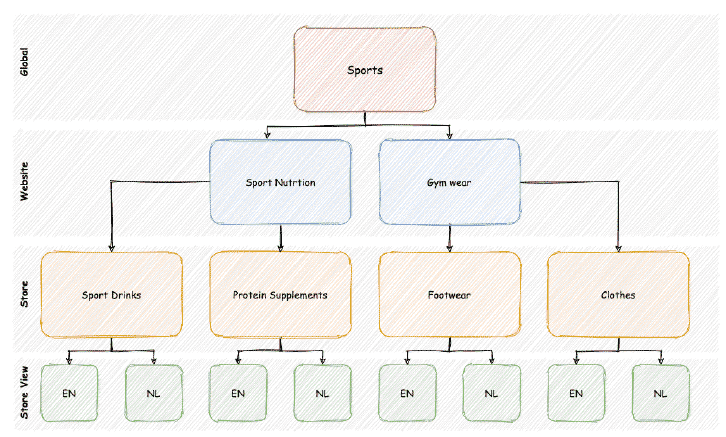 Global
Sports
Website
Sport Nutrtion
Gym wear
Store
Sport Drinks
Protein Supplements
Footwear
Clothes
Store View
EN
NL
EN
NL
EN
NL
EN
NL